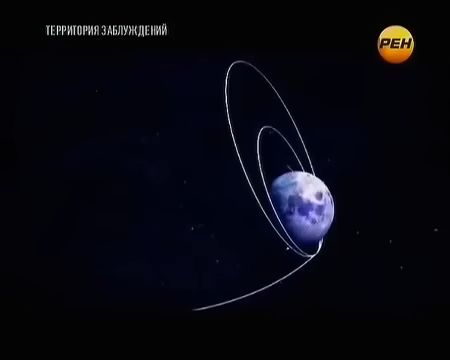 ТЕРРИТОРИЯ ЗАБЛУЖДЕНИЙ
РЕН